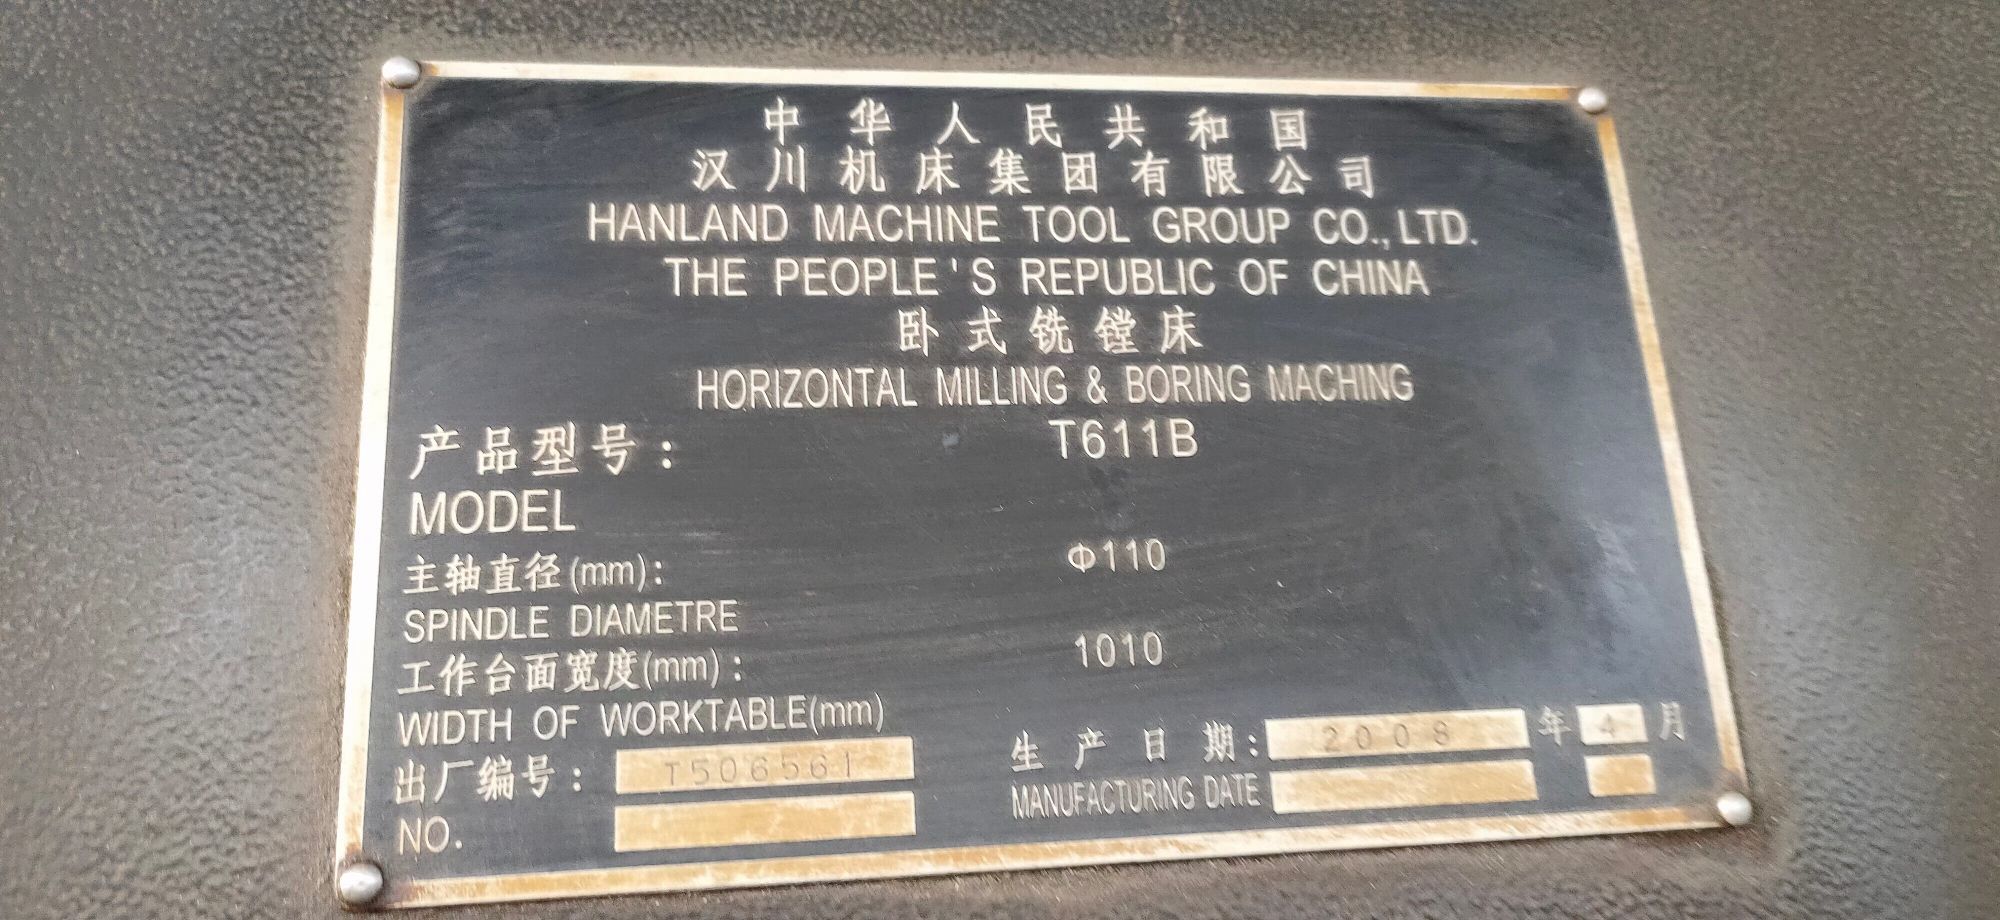 中华人民共和国
汉川机床集团有限公司
HANLAND MACHINE TOOL GROUP CO.,LTD.
THE PEOPLE'S REPUBLIC OF CHINA
卧式铣镗床
HORIZONTAL MILLING & BORING MACHING
产品型号: T611B
MODEL
主轴直径(mm): Φ110
SPINDLE DIAMETRE
工作台面宽度(mm): 1010
WIDTH OF WORKTABLE(mm)
出厂编号: T506561 生产日期: 2008 年 4 月
NO. MANUFACTURING DATE